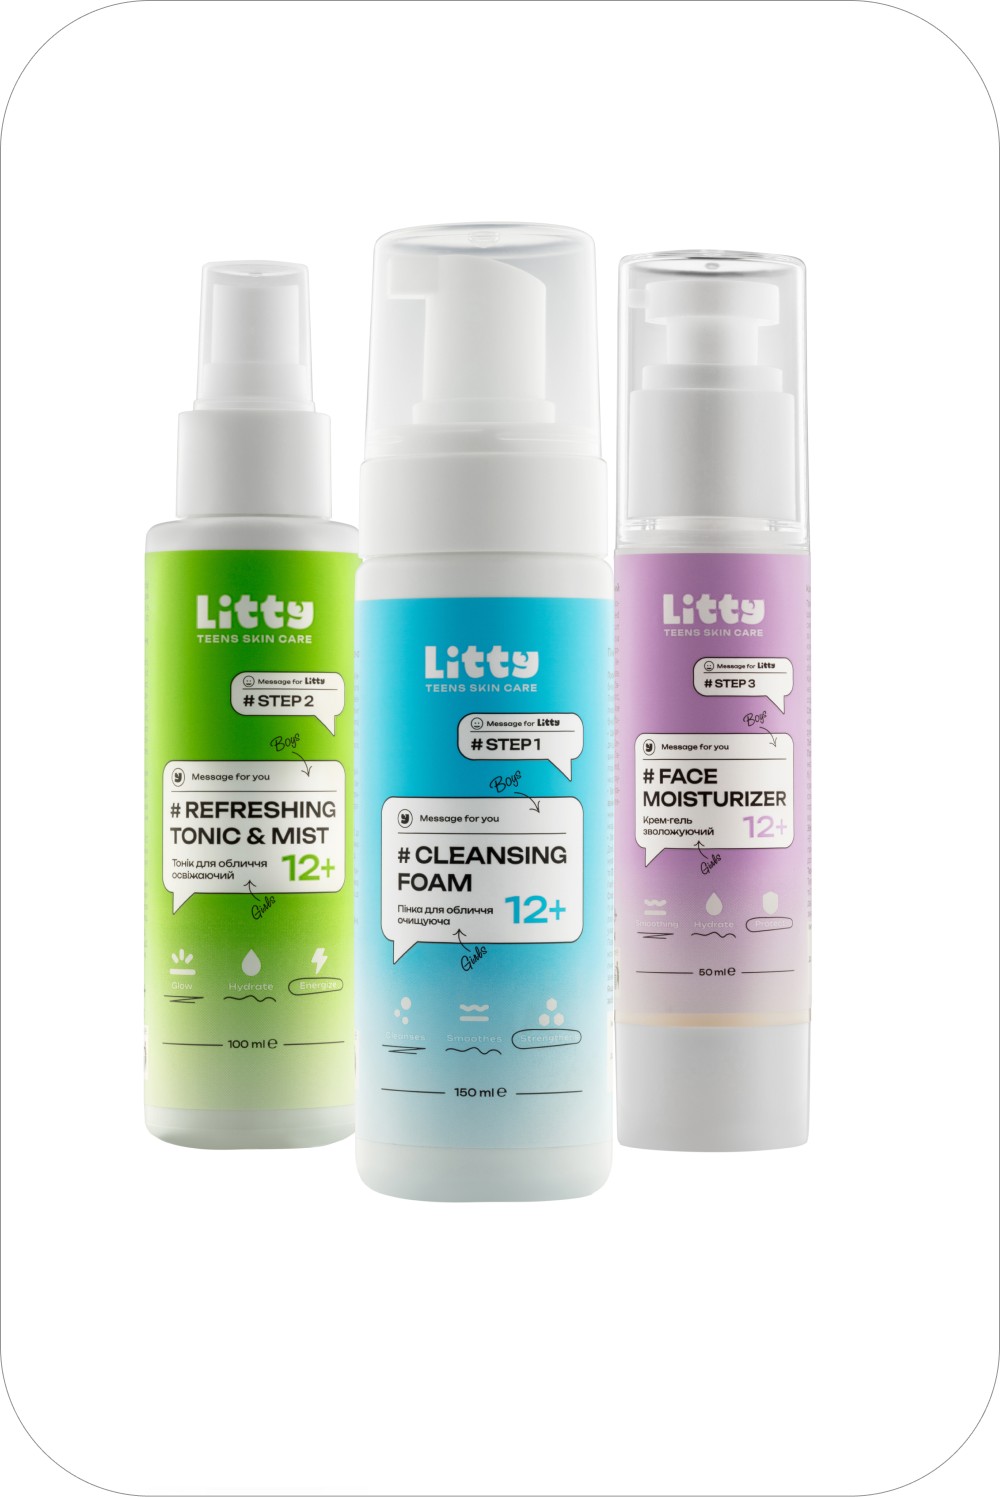 Litty
TEENS SKIN CARE
Message for Litty
# STEP 2
Boys
Message for you
# REFRESHING
TONIC & MIST
Тонік для обличчя
освіжаючий
12+
Girls
Glow Hydrate Energize
100 ml ℮
Litty
TEENS SKIN CARE
Message for Litty
# STEP 1
Boys
Message for you
# CLEANSING
FOAM
Пінка для обличчя
очищуюча
12+
Girls
Cleanses Smoothes Strengthens
150 ml ℮
Litty
TEENS SKIN CARE
Message for Litty
# STEP 3
Boys
Message for you
# FACE
MOISTURIZER
Крем-гель
зволожуючий
12+
Girls
Smoothing Hydrate
50 ml ℮